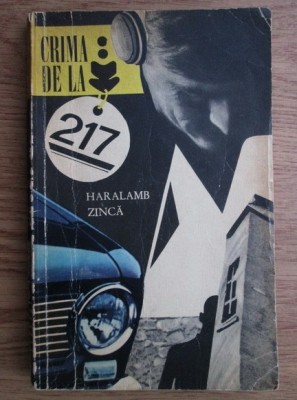 CRIMA
DE LA
217
HARALAMB
ZINCĂ